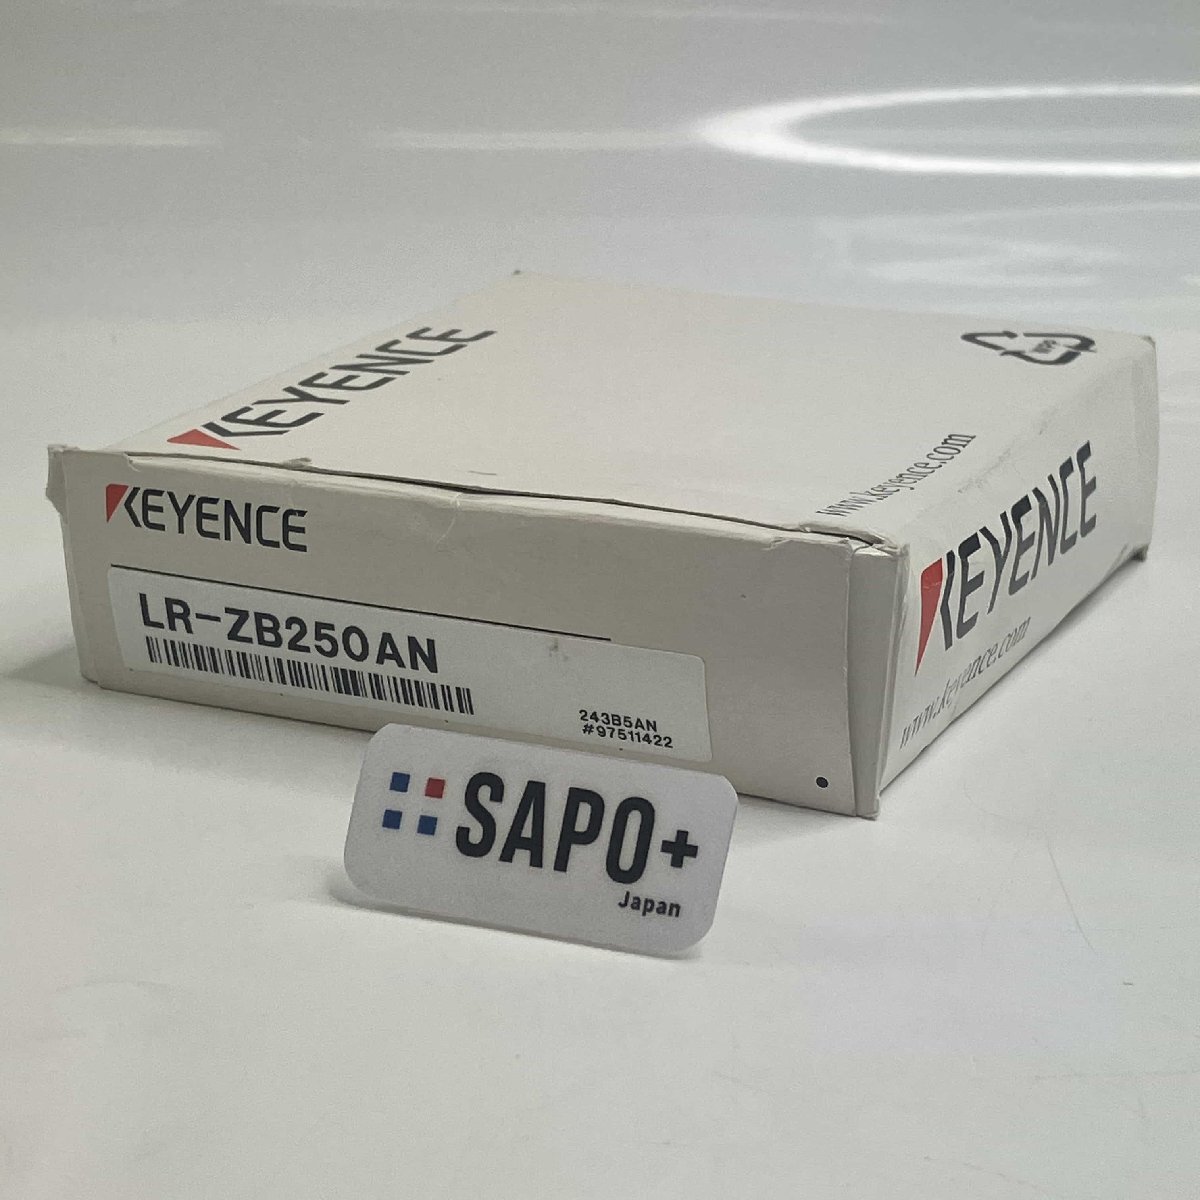 KEYENCE
www.keyence.com
KEYENCE
LR-ZB250AN
243B5AN
#97511422
KEYENCE
www.keyence.com
SAPO+
Japan